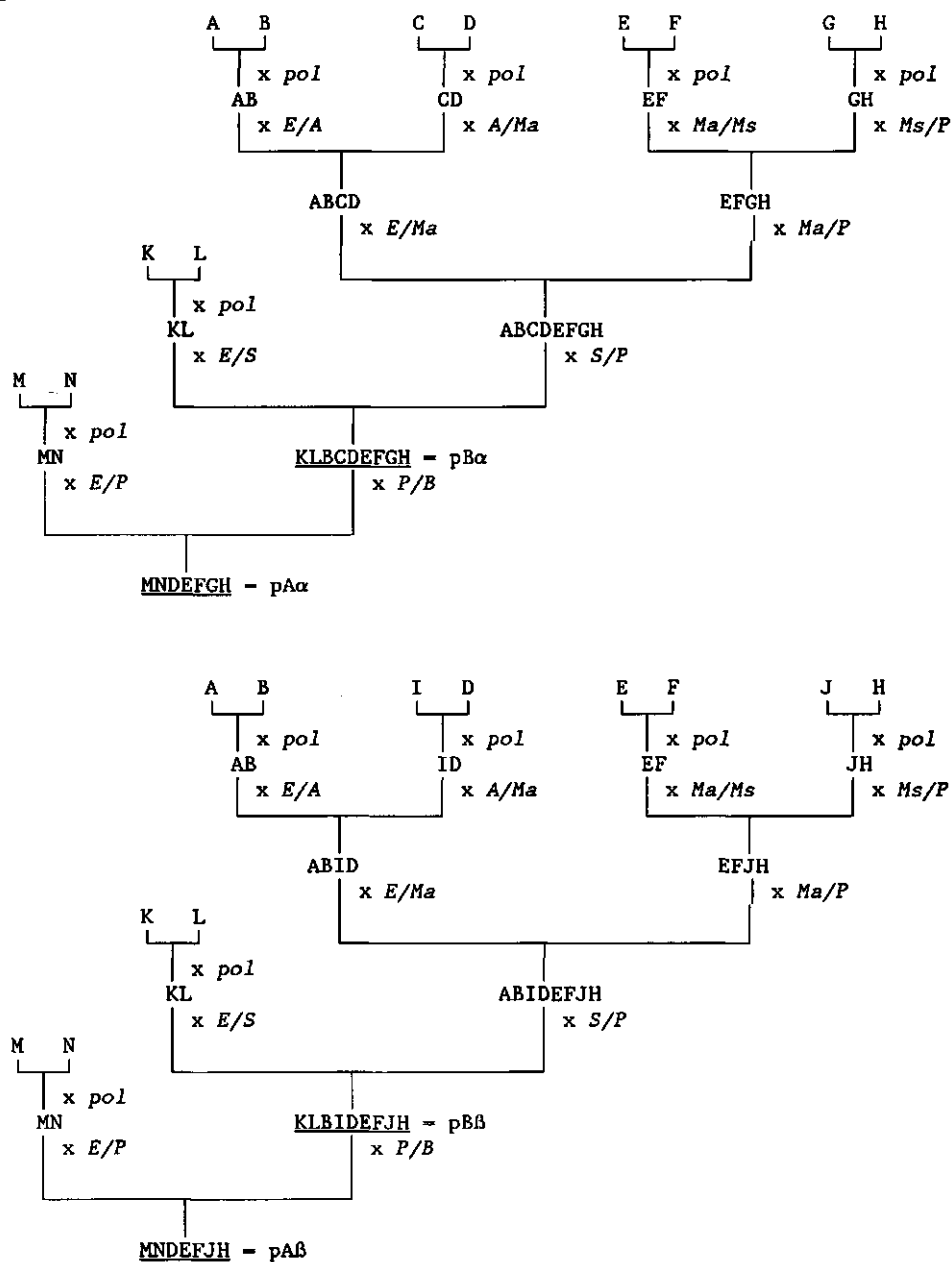 A B C D E F G H
x pol x pol x pol x pol
AB CD EF GH
x E/A x A/Ma x Ma/Ms x Ms/P
ABCD EFGH
x E/Ma x Ma/P
K L
x pol
KL ABCDEFGH
x E/S x S/P
M N
x pol
MN KLBCDEFGH = pBα
x E/P x P/B
MNDEFGH = pAα
A B I D E F J H
x pol x pol x pol x pol
AB ID EF JH
x E/A x A/Ma x Ma/Ms x Ms/P
ABID EFJH
x E/Ma x Ma/P
K L
x pol
KL ABIDEFJH
x E/S x S/P
M N
x pol
MN KLBIDEFJH = pBß
x E/P x P/B
MNDEFJH = pAß